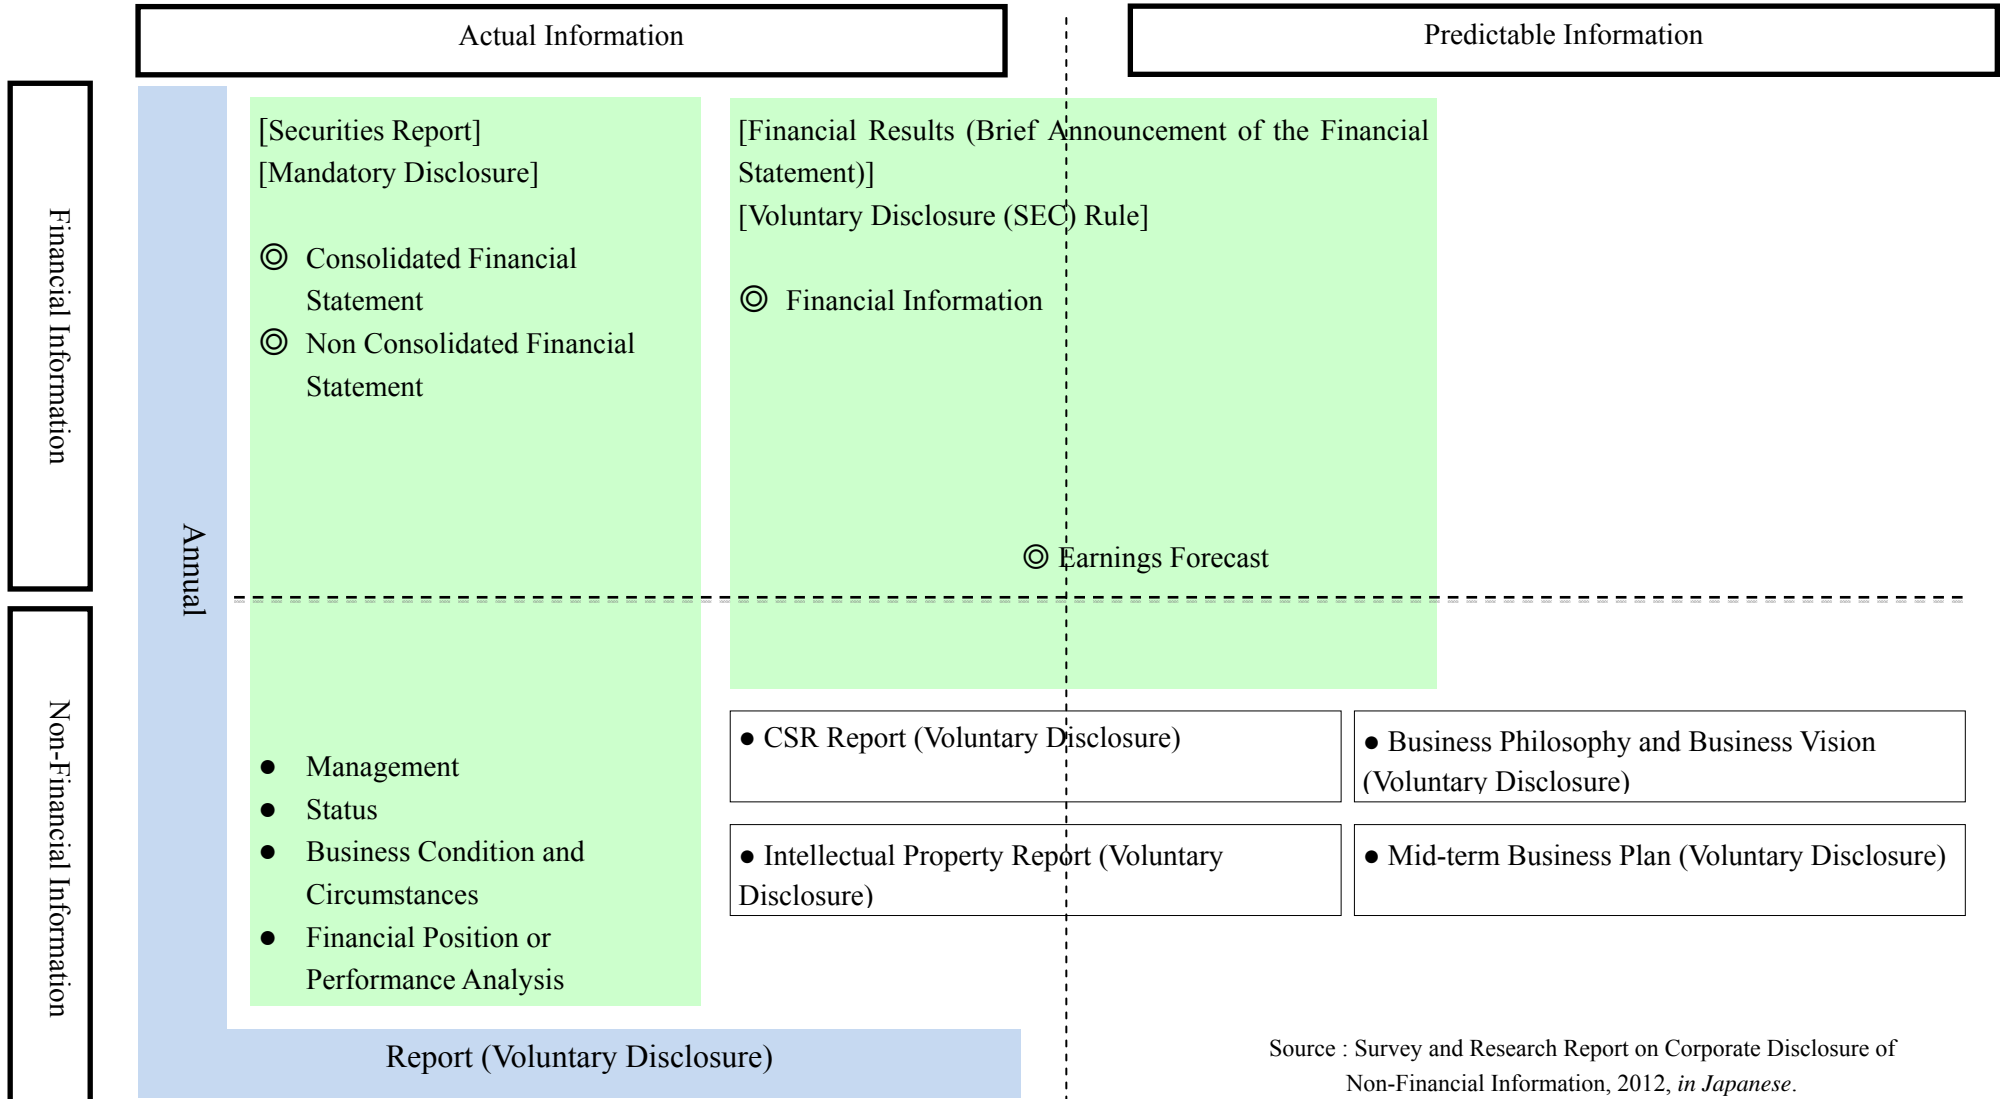 Actual Information
Predictable Information
Financial Information
Non-Financial Information
Annual
Report (Voluntary Disclosure)
[Securities Report]
[Mandatory Disclosure]
◎ Consolidated Financial
Statement
◎ Non Consolidated Financial
Statement
● Management
● Status
● Business Condition and
Circumstances
● Financial Position or
Performance Analysis
[Financial Results (Brief Announcement of the Financial
Statement)]
[Voluntary Disclosure (SEC) Rule]
◎ Financial Information
◎ Earnings Forecast
● CSR Report (Voluntary Disclosure)
● Business Philosophy and Business Vision
(Voluntary Disclosure)
● Intellectual Property Report (Voluntary
Disclosure)
● Mid-term Business Plan (Voluntary Disclosure)
Source : Survey and Research Report on Corporate Disclosure of
Non-Financial Information, 2012, in Japanese.